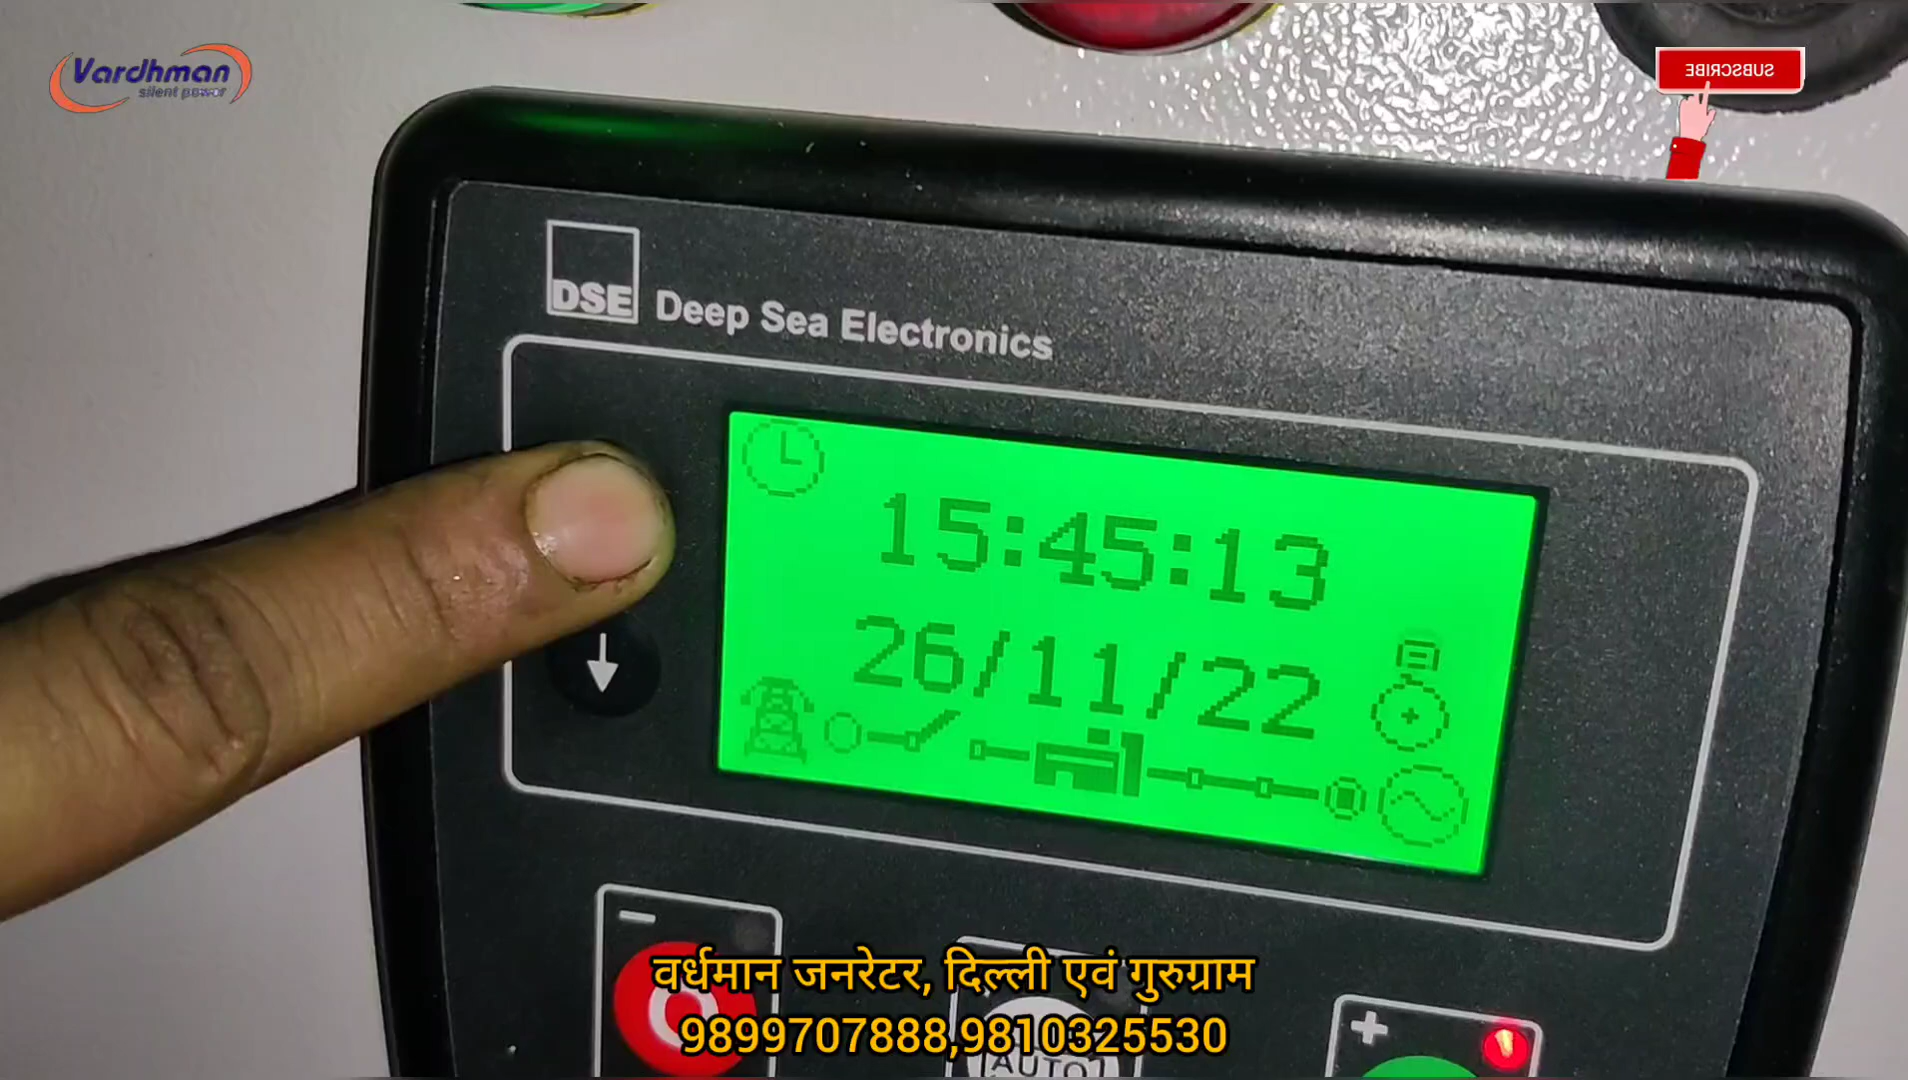 Vardhman
silent power
SUBSCRIBE
DSE Deep Sea Electronics
15:45:13
26/11/22
वर्धमान जनरेटर, दिल्ली एवं गुरुग्राम
9899707888,9810325530
AUTO